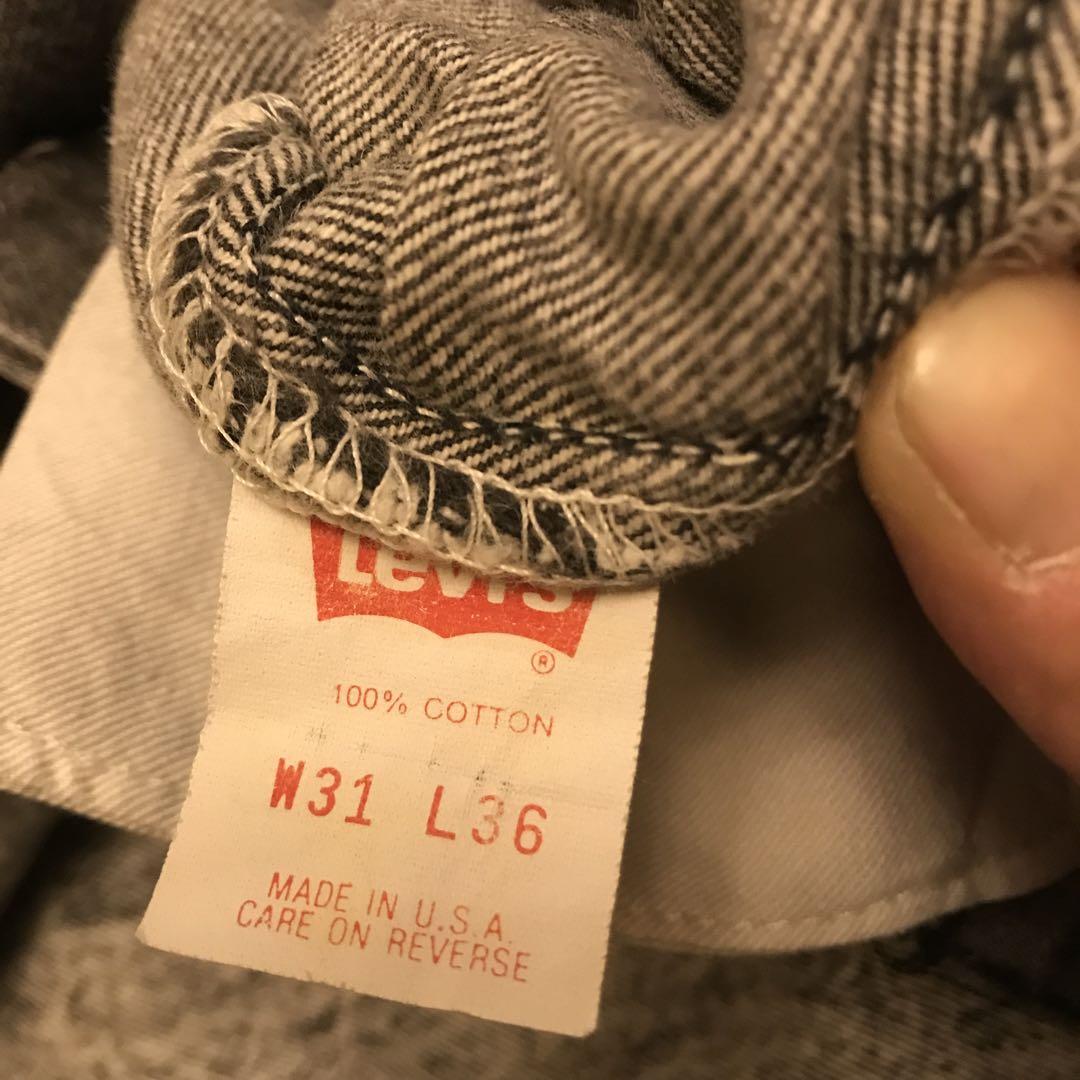 Levi's
®
100% COTTON
W31 L36
MADE IN U.S.A.
CARE ON REVERSE